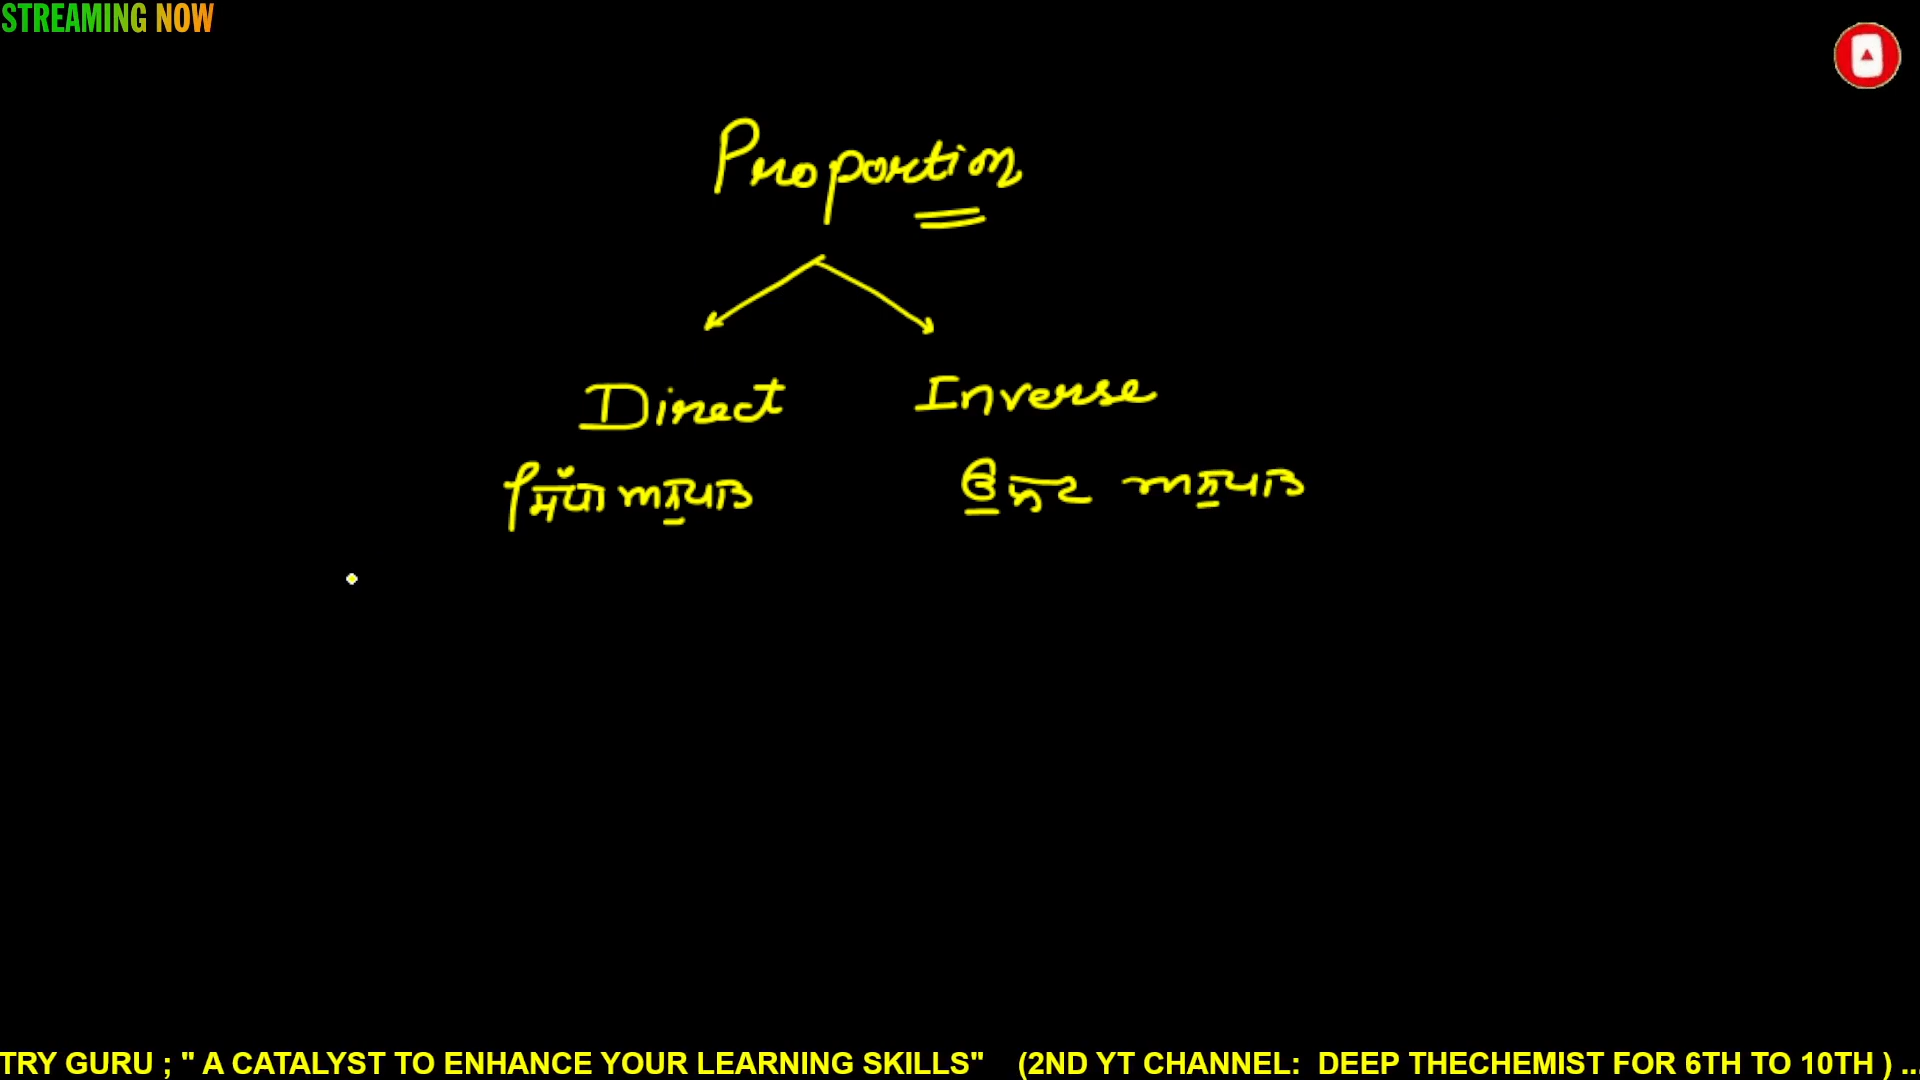 STREAMING NOW
Proportion
Direct Inverse
ਸਿੱਧਾ ਅਨੁਪਾਤ ਉਲਟ ਅਨੁਪਾਤ
TRY GURU ; " A CATALYST TO ENHANCE YOUR LEARNING SKILLS" (2ND YT CHANNEL: DEEP THECHEMIST FOR 6TH TO 10TH ) ...